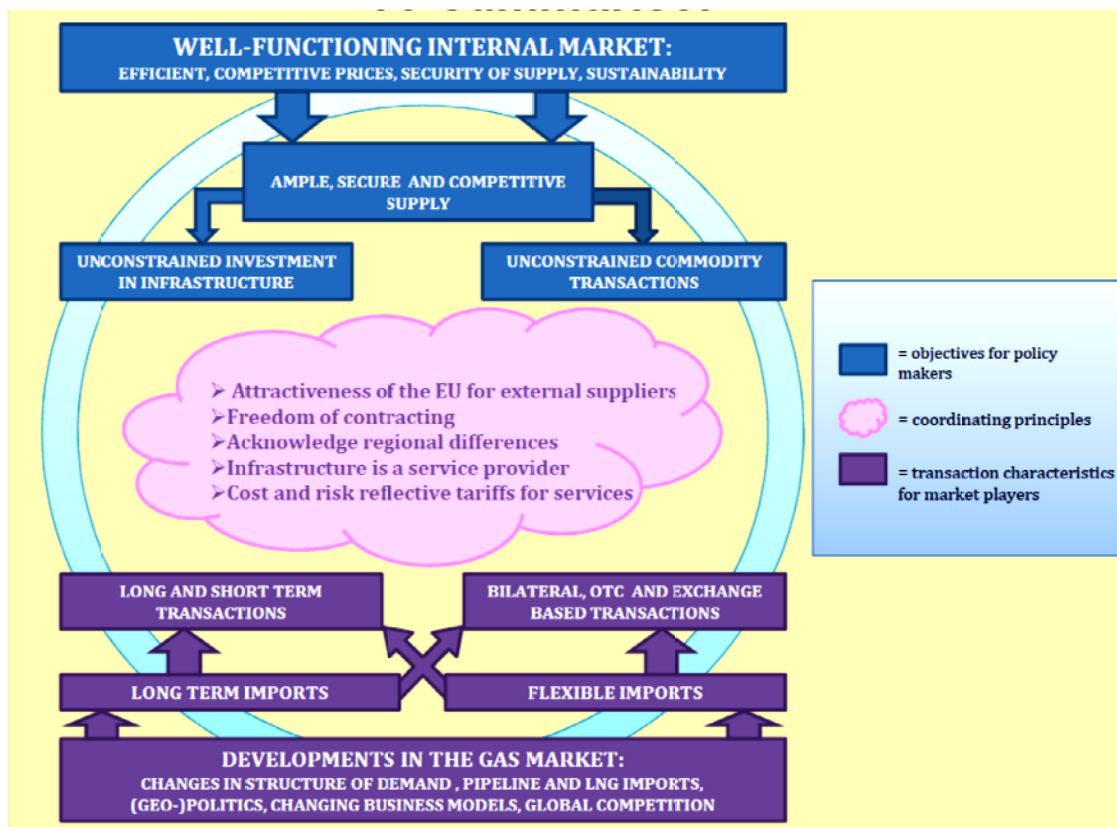 WELL-FUNCTIONING INTERNAL MARKET:
EFFICIENT, COMPETITIVE PRICES, SECURITY OF SUPPLY, SUSTAINABILITY
AMPLE, SECURE AND COMPETITIVE
SUPPLY
UNCONSTRAINED INVESTMENT
IN INFRASTRUCTURE
UNCONSTRAINED COMMODITY
TRANSACTIONS
➢ Attractiveness of the EU for external suppliers
➢Freedom of contracting
➢Acknowledge regional differences
➢Infrastructure is a service provider
➢Cost and risk reflective tariffs for services
= objectives for policy
makers
= coordinating principles
= transaction characteristics
for market players
LONG AND SHORT TERM
TRANSACTIONS
BILATERAL, OTC AND EXCHANGE
BASED TRANSACTIONS
LONG TERM IMPORTS
FLEXIBLE IMPORTS
DEVELOPMENTS IN THE GAS MARKET:
CHANGES IN STRUCTURE OF DEMAND , PIPELINE AND LNG IMPORTS,
(GEO-)POLITICS, CHANGING BUSINESS MODELS, GLOBAL COMPETITION